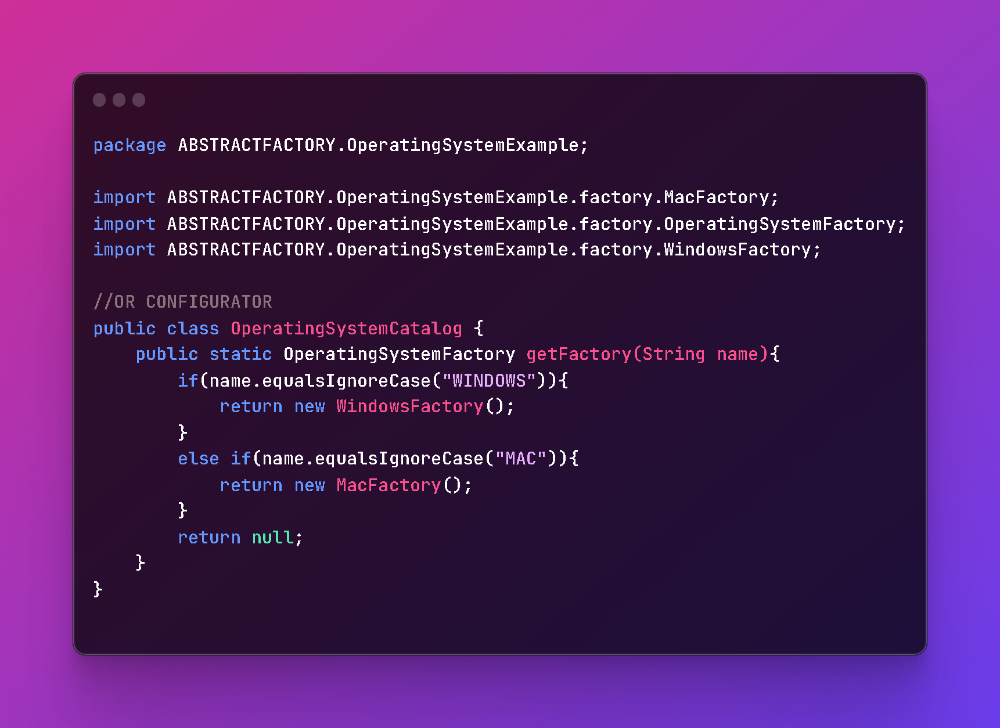 package ABSTRACTFACTORY.OperatingSystemExample;
import ABSTRACTFACTORY.OperatingSystemExample.factory.MacFactory;
import ABSTRACTFACTORY.OperatingSystemExample.factory.OperatingSystemFactory;
import ABSTRACTFACTORY.OperatingSystemExample.factory.WindowsFactory;
//OR CONFIGURATOR
public class OperatingSystemCatalog {
    public static OperatingSystemFactory getFactory(String name){
        if(name.equalsIgnoreCase("WINDOWS")){
            return new WindowsFactory();
        }
        else if(name.equalsIgnoreCase("MAC")){
            return new MacFactory();
        }
        return null;
    }
}